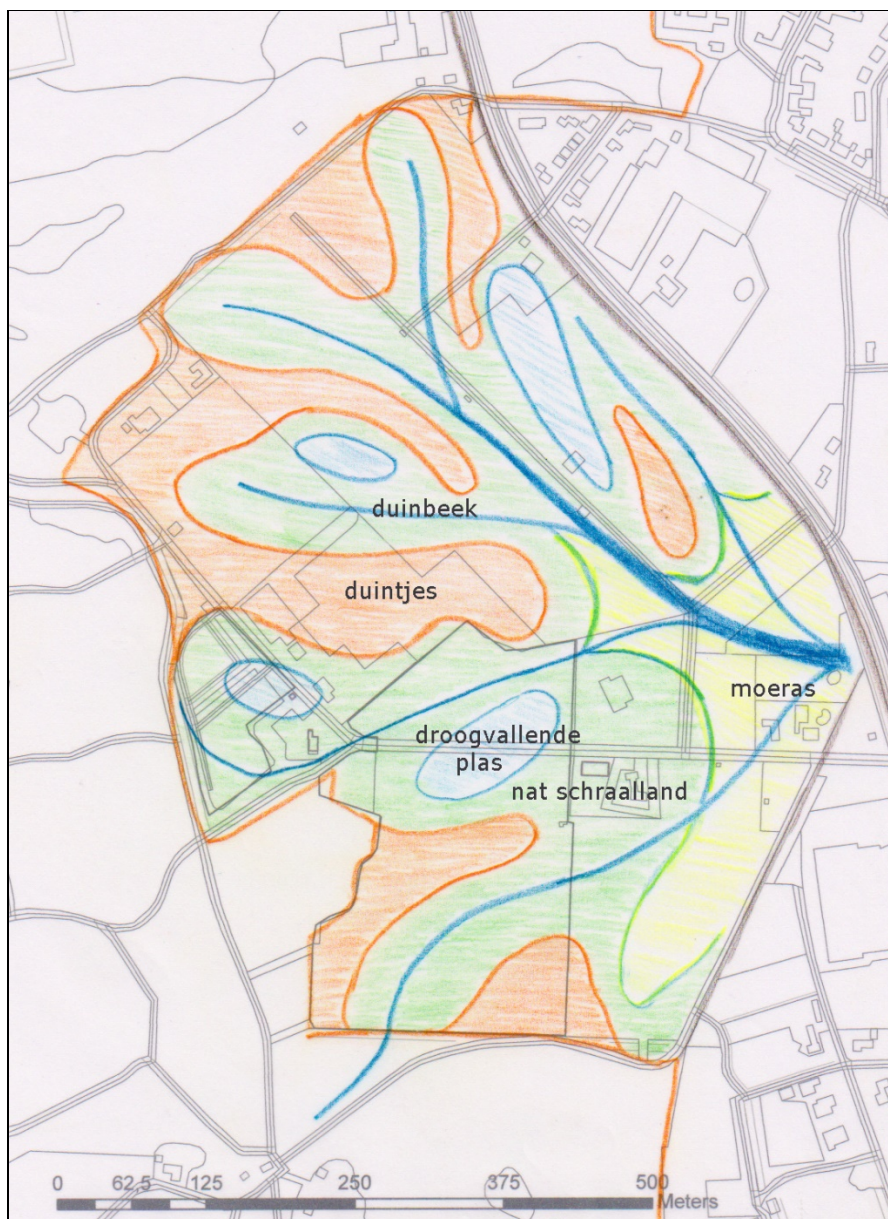 duinbeek
duintjes
moeras
droogvallende
plas
nat schraalland
0 62,5 125 250 375 500
Meters